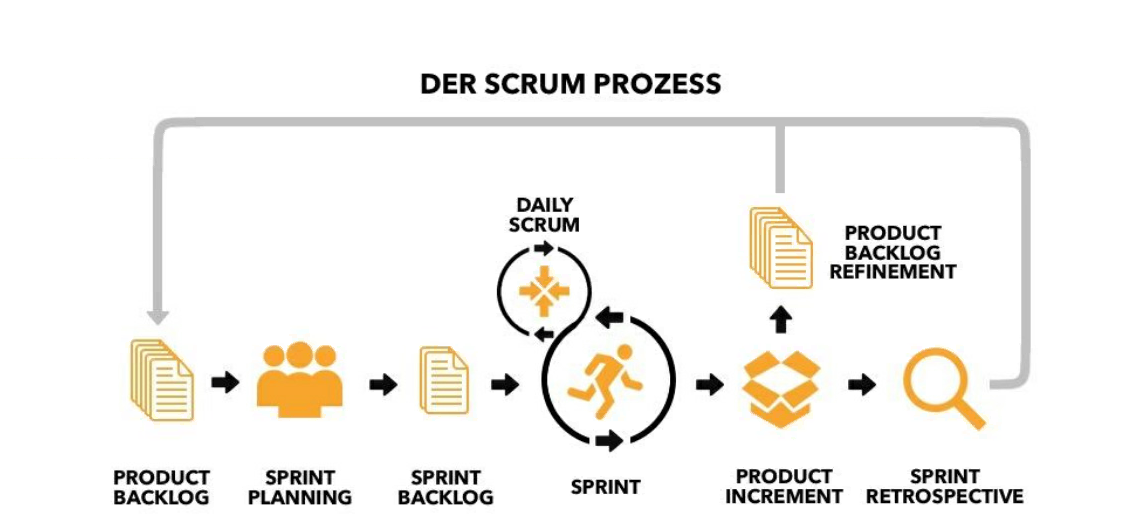 DER SCRUM PROZESS
DAILY
SCRUM
PRODUCT
BACKLOG
REFINEMENT
PRODUCT
BACKLOG
SPRINT
PLANNING
SPRINT
BACKLOG
SPRINT
PRODUCT
INCREMENT
SPRINT
RETROSPECTIVE